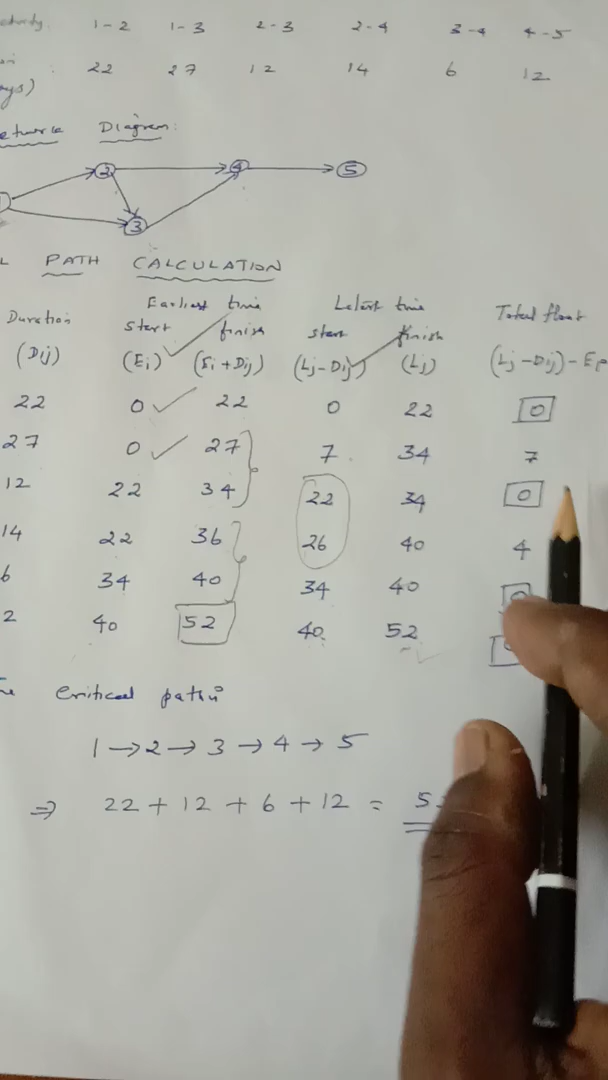 1-2 1-3 2-3 2-4 3-4 4-5
22 27 12 14 6 12
ays)
Diagram:
2 4 5
3
PATH CALCULATION
Earliest time Latest time Total float
Duration start finish start finish
(Dij) (Ei) (Ei + Dij) (Lj-Dij) (Lj) (Lj-Dij)-E
22 0 22 0 22 0
27 0 27 7 34 7
12 22 34 22 34 0
14 22 36 26 40 4
6 34 40 34 40 0
2 40 52 40 52
Critical path:
1 → 2 → 3 → 4 → 5
⇒ 22 + 12 + 6 + 12 = 5